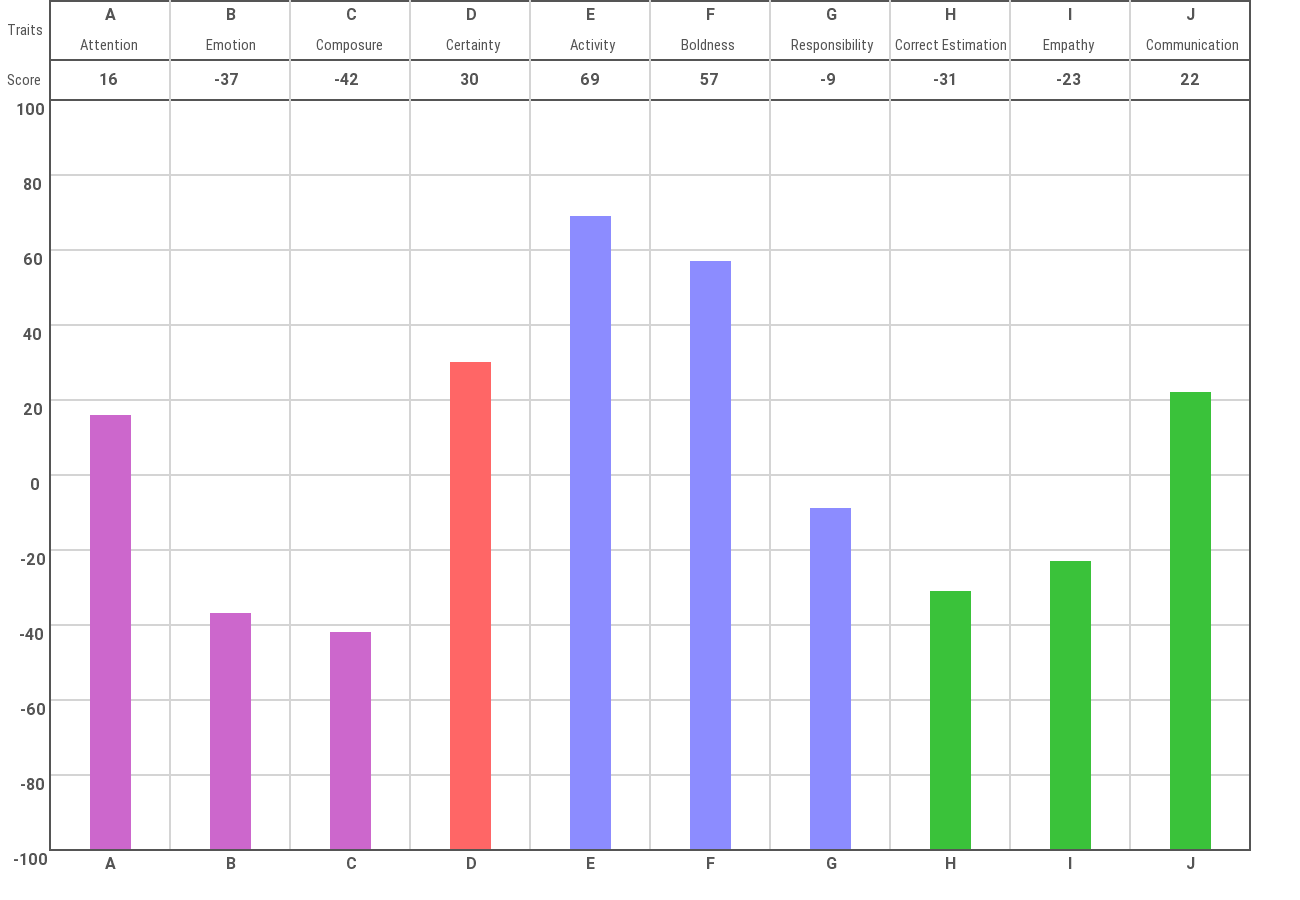 A B C D E F G H I J
Traits
Attention Emotion Composure Certainty Activity Boldness Responsibility Correct Estimation Empathy Communication
Score 16 -37 -42 30 69 57 -9 -31 -23 22
100
80
60
40
20
0
-20
-40
-60
-80
-100
A B C D E F G H I J